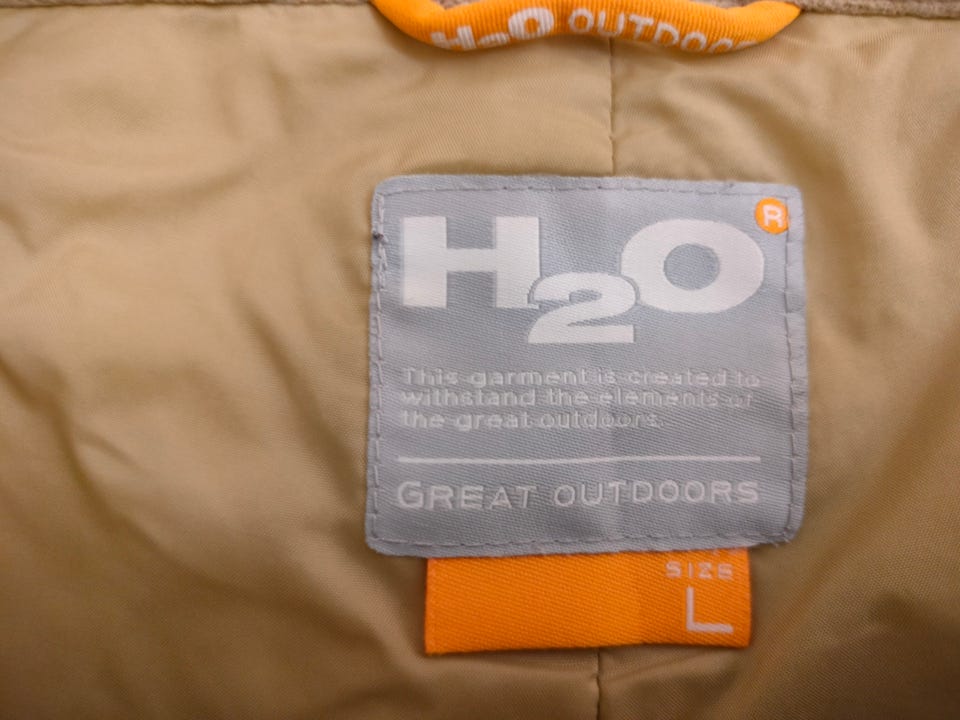 H2O OUTDOORS
H2O®
This garment is created to
withstand the elements of
the great outdoors.
GREAT OUTDOORS
SIZE
L